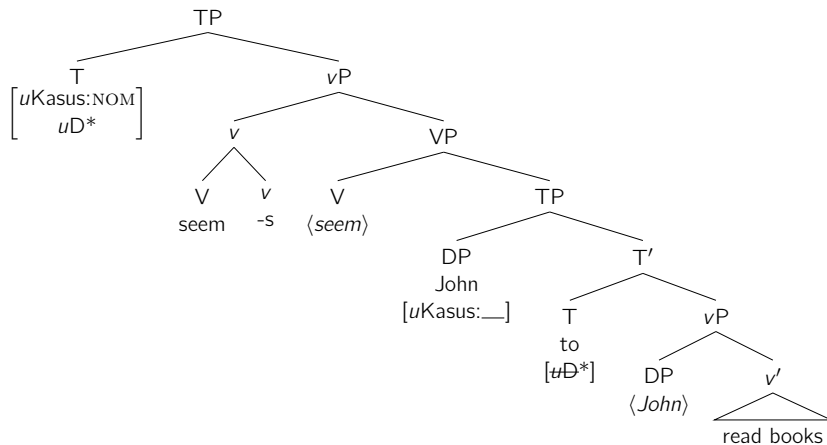 TP
T vP
[uKasus:NOM
uD*]
v VP
V v V TP
seem -s ⟨seem⟩
DP T′
John
[uKasus:__] T vP
to
[uD*] DP v′
⟨John⟩
read books